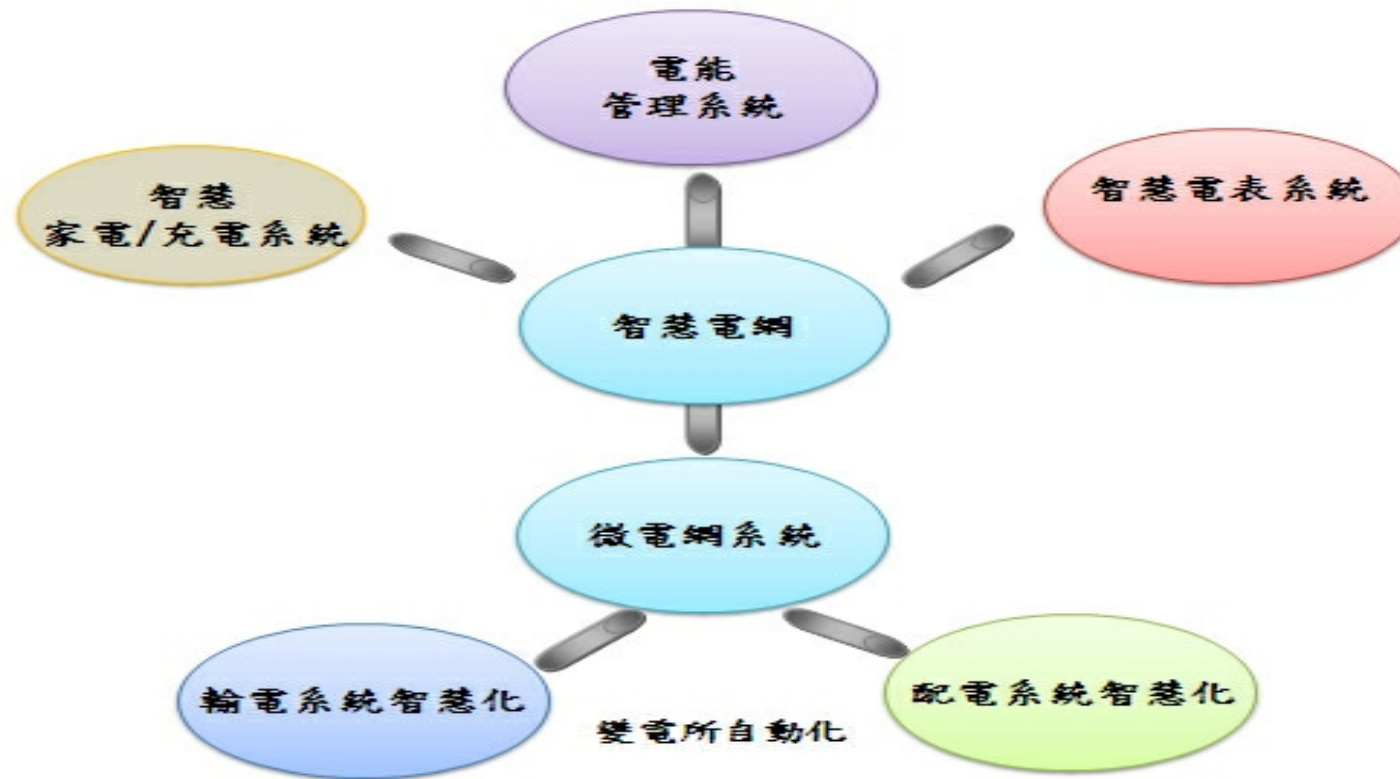 電能
管理系統
智慧
家電/充電系統
智慧電表系統
智慧電網
微電網系統
輸電系統智慧化
配電系統智慧化
變電所自動化